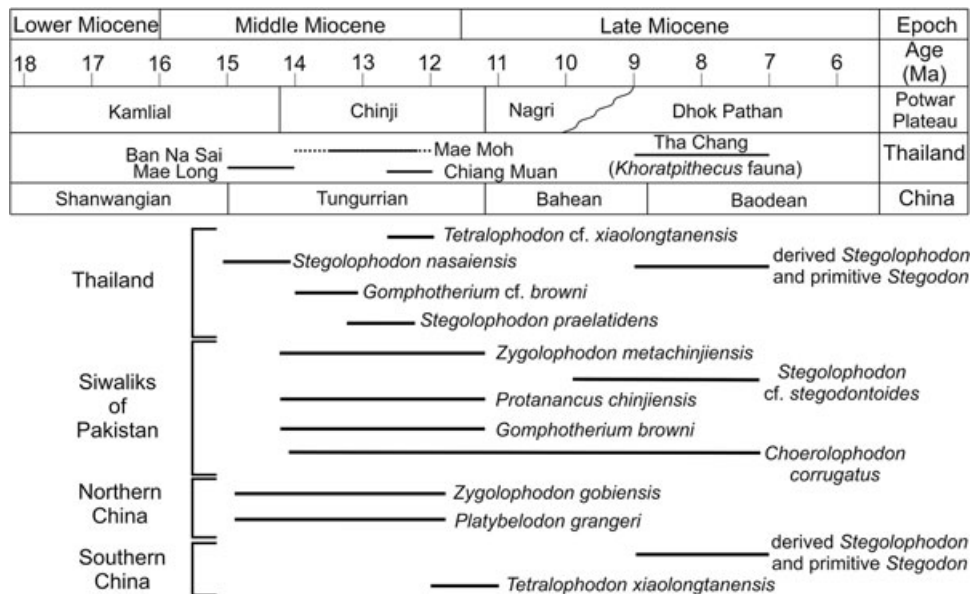 Lower Miocene Middle Miocene Late Miocene Epoch
18 17 16 15 14 13 12 11 10 9 8 7 6 Age
(Ma)
Kamlial Chinji Nagri Dhok Pathan Potwar
Plateau
Ban Na Sai Mae Moh Tha Chang Thailand
Mae Long Chiang Muan (Khoratpithecus fauna)
Shanwangian Tungurrian Bahean Baodean China
Tetralophodon cf. xiaolongtanensis
Thailand
Stegolophodon nasaiensis
derived Stegolophodon
and primitive Stegodon
Gomphotherium cf. browni
Stegolophodon praelatidens
Siwaliks
of
Pakistan
Zygolophodon metachinjiensis
Stegolophodon
cf. stegodontoides
Protanancus chinjiensis
Gomphotherium browni
Choerolophodon
corrugatus
Northern
China
Zygolophodon gobiensis
Platybelodon grangeri
Southern
China
derived Stegolophodon
and primitive Stegodon
Tetralophodon xiaolongtanensis